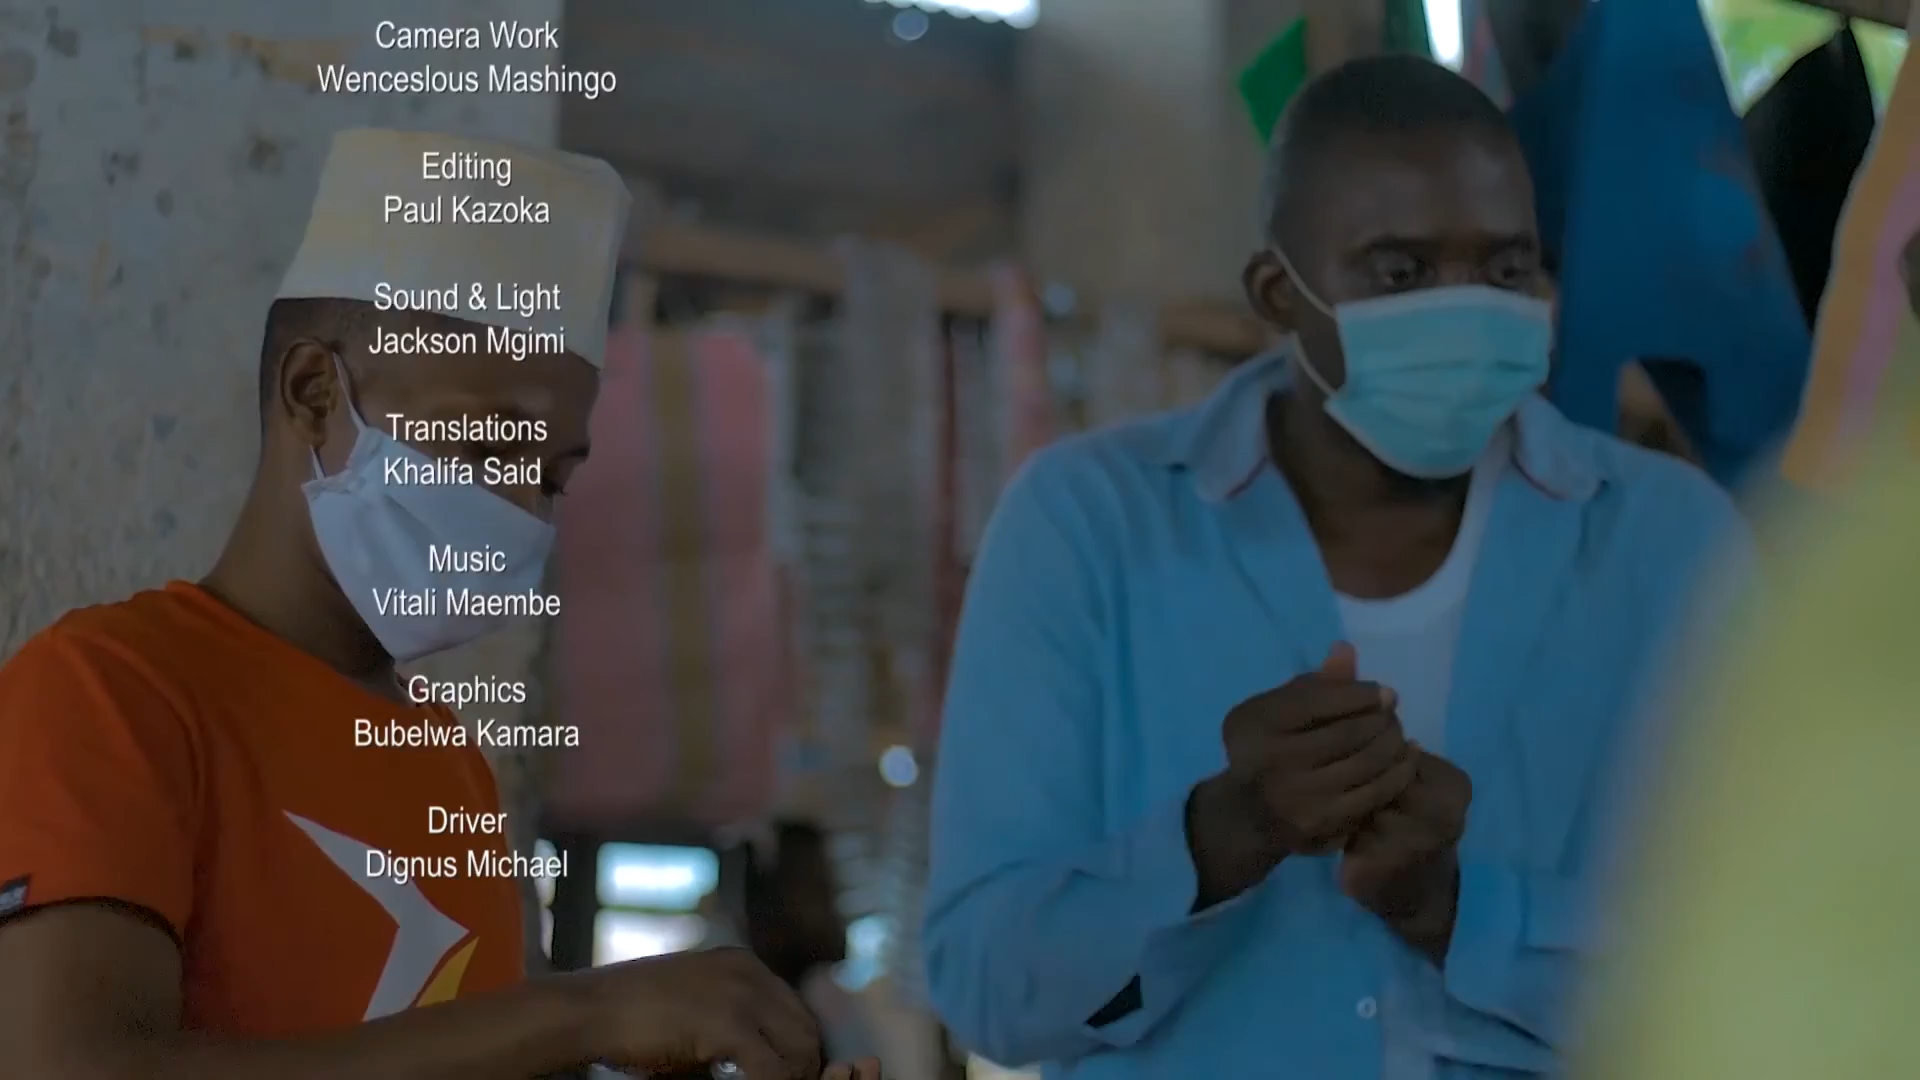 Camera Work
Wenceslous Mashingo
Editing
Paul Kazoka
Sound & Light
Jackson Mgimi
Translations
Khalifa Said
Music
Vitali Maembe
Graphics
Bubelwa Kamara
Driver
Dignus Michael